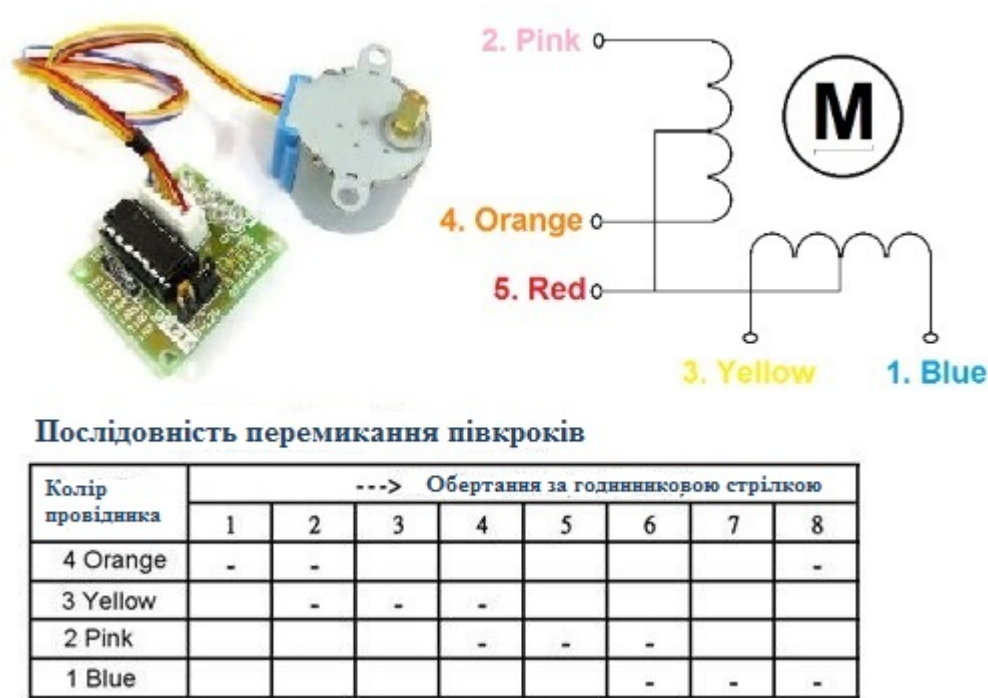 2. Pink
M
4. Orange
5. Red
3. Yellow
1. Blue
Послідовність перемикання півкроків
Колір провідника
---> Обертання за годинниковою стрілкою
1 2 3 4 5 6 7 8
4 Orange - - -
3 Yellow - - -
2 Pink - - -
1 Blue - - -